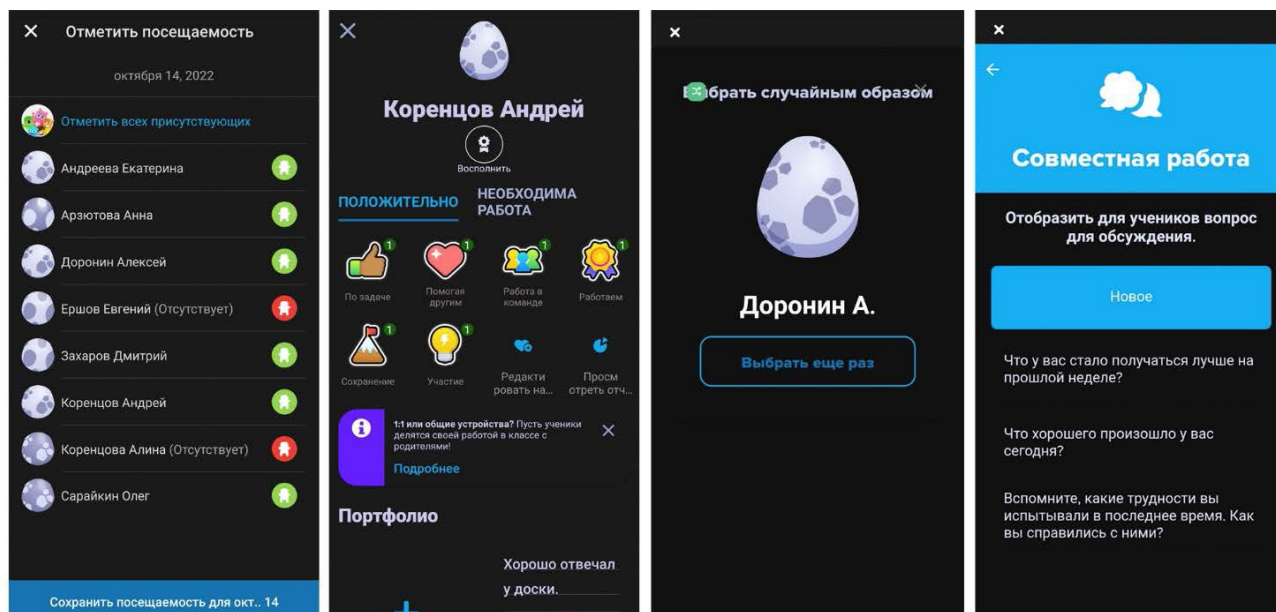 Отметить посещаемость
октября 14, 2022
Отметить всех присутствующих
Андреева Екатерина
Арзютова Анна
Доронин Алексей
Ершов Евгений (Отсутствует)
Захаров Дмитрий
Коренцов Андрей
Коренцова Алина (Отсутствует)
Сарайкин Олег
Сохранить посещаемость для окт.. 14
Коренцов Андрей
Восполнить
ПОЛОЖИТЕЛЬНО
НЕОБХОДИМА
РАБОТА
1 1 1 1
По задаче
Помогая
другим
Работа в
команде
Работаем
1 1
Сохранение
Участие
Редакти
ровать на...
Просм
отреть отч...
1:1 или общие устройства? Пусть ученики
делятся своей работой в классе с
родителями!
Подробнее
Портфолио
Хорошо отвечал
у доски.
брать случайным образом
Доронин А.
Выбрать еще раз
Совместная работа
Отобразить для учеников вопрос
для обсуждения.
Новое
Что у вас стало получаться лучше на
прошлой неделе?
Что хорошего произошло у вас
сегодня?
Вспомните, какие трудности вы
испытывали в последнее время. Как
вы справились с ними?